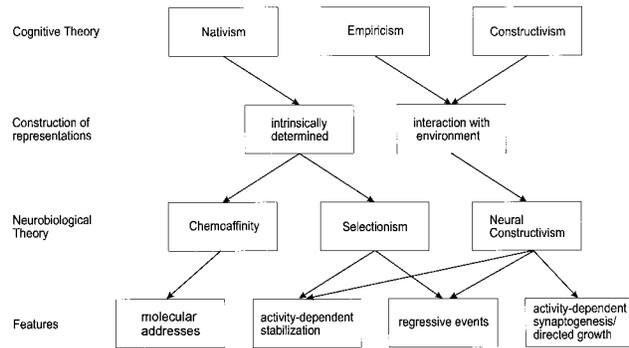 Cognitive Theory
Nativism
Empiricism
Constructivism
Construction of
representations
intrinsically
determined
interaction with
environment
Neurobiological
Theory
Chemoaffinity
Selectionism
Neural
Constructivism
Features
molecular
addresses
activity-dependent
stabilization
regressive events
activity-dependent
synaptogenesis/
directed growth